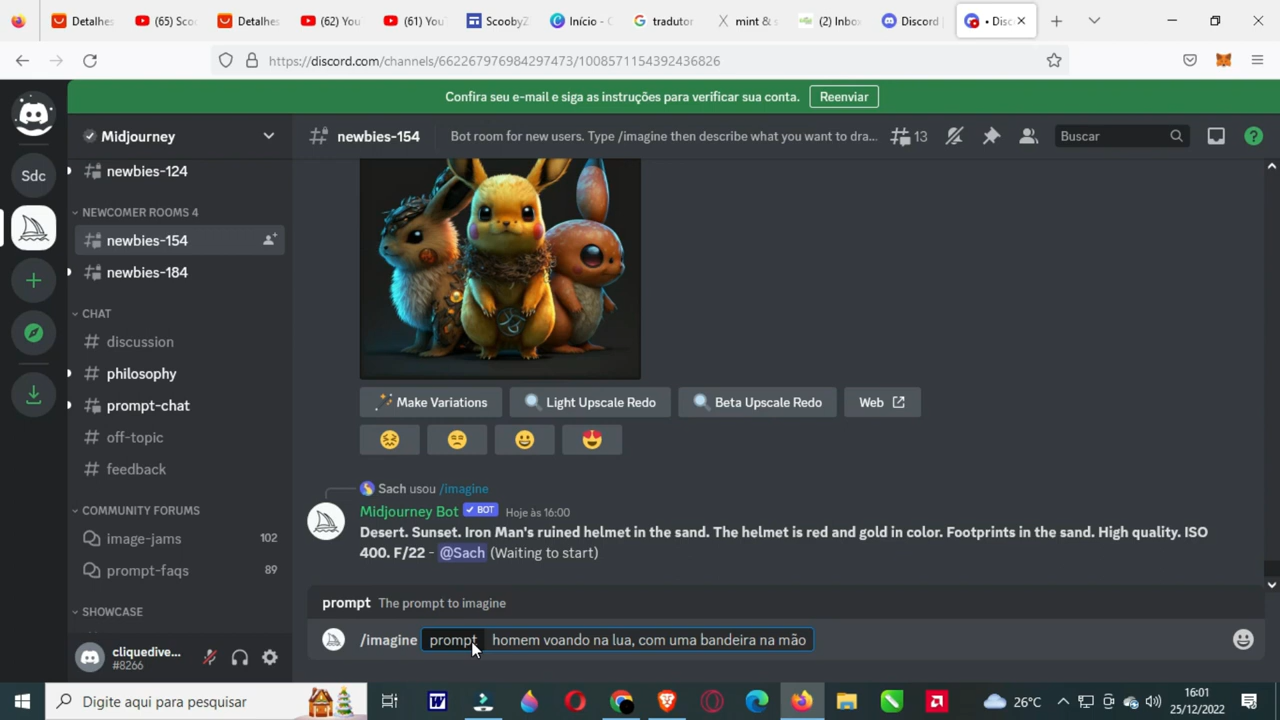 Detalhes
(65) Scoo
Detalhes
(62) You
(61) You
ScoobyZ
Início - C
tradutor
mint & s
(2) Inbo
Discord
• Disc
https://discord.com/channels/662267976984297473/1008571154392436826
Confira seu e-mail e siga as instruções para verificar sua conta.
Reenviar
Midjourney
newbies-154
Bot room for new users. Type /imagine then describe what you want to dra...
13
Buscar
Sdc
newbies-124
NEWCOMER ROOMS 4
newbies-154
newbies-184
CHAT
discussion
philosophy
prompt-chat
off-topic
feedback
COMMUNITY FORUMS
image-jams 102
prompt-faqs 89
SHOWCASE
Make Variations
Light Upscale Redo
Beta Upscale Redo
Web
Sach usou /imagine
Midjourney Bot BOT Hoje às 16:00
Desert. Sunset. Iron Man's ruined helmet in the sand. The helmet is red and gold in color. Footprints in the sand. High quality. ISO
400. F/22 - @Sach (Waiting to start)
prompt The prompt to imagine
/imagine prompt homem voando na lua, com uma bandeira na mão
cliquedive...
#8266
Digite aqui para pesquisar
26°C
16:01
25/12/2022